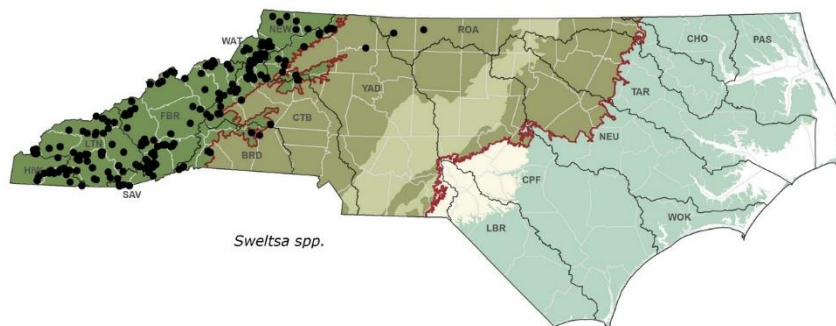 NEW
ROA
CHO
PAS
WAT
YAD
TAR
FBR
CTB
NEU
LTN
BRD
HIW
CPF
SAV
WOK
LBR
Sweltsa spp.